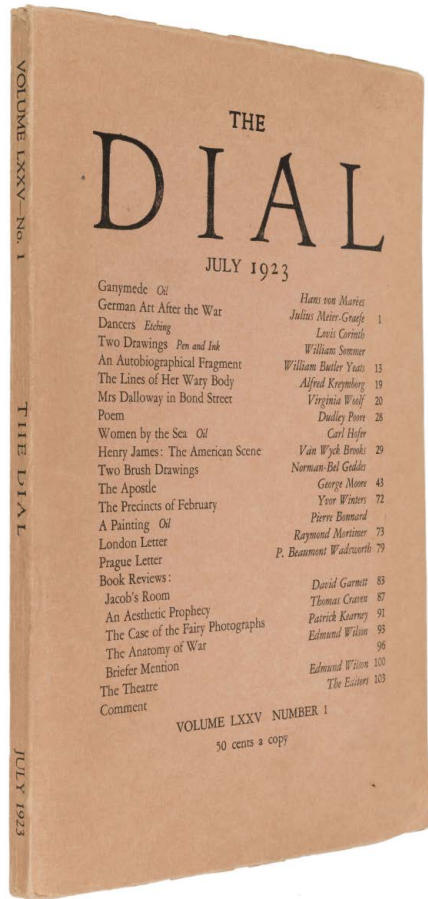 VOLUME LXXV—No. 1
THE DIAL
JULY 1923
THE
DIAL
JULY 1923
Ganymede Oil Hans von Marées
German Art After the War Julius Meier-Graefe 1
Dancers Etching Lovis Corinth
Two Drawings Pen and Ink William Sommer
An Autobiographical Fragment William Butler Yeats 13
The Lines of Her Wary Body Alfred Kreymborg 19
Mrs Dalloway in Bond Street Virginia Woolf 20
Poem Dudley Poore 28
Women by the Sea Oil Carl Hofer
Henry James: The American Scene Van Wyck Brooks 29
Two Brush Drawings Norman-Bel Geddes
The Apostle George Moore 43
The Precincts of February Yvor Winters 72
A Painting Oil Pierre Bonnard
London Letter Raymond Mortimer 73
Prague Letter P. Beaumont Wadsworth 79
Book Reviews:
Jacob's Room David Garnett 83
An Aesthetic Prophecy Thomas Craven 87
The Case of the Fairy Photographs Patrick Kearney 91
The Anatomy of War Edmund Wilson 93
Briefer Mention 96
The Theatre Edmund Wilson 100
Comment The Editors 103
VOLUME LXXV NUMBER 1
50 cents a copy